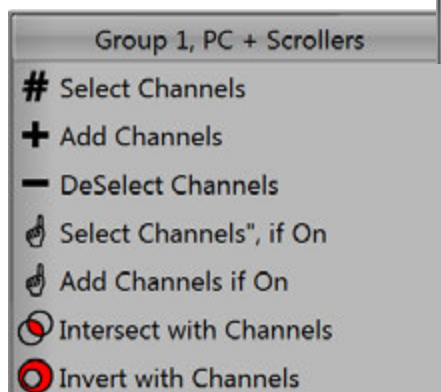 Group 1, PC + Scrollers
# Select Channels
+ Add Channels
− DeSelect Channels
Select Channels", if On
Add Channels if On
Intersect with Channels
Invert with Channels